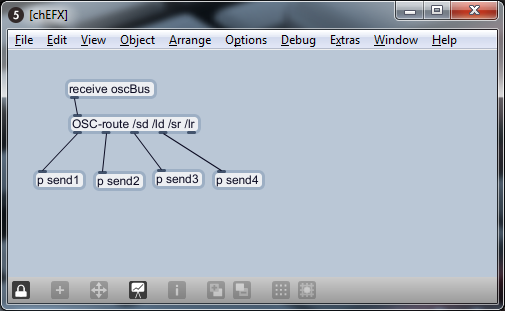 5 [chEFX]
File Edit View Object Arrange Options Debug Extras Window Help
receive oscBus
OSC-route /sd /ld /sr /lr
p send1 p send2 p send3 p send4